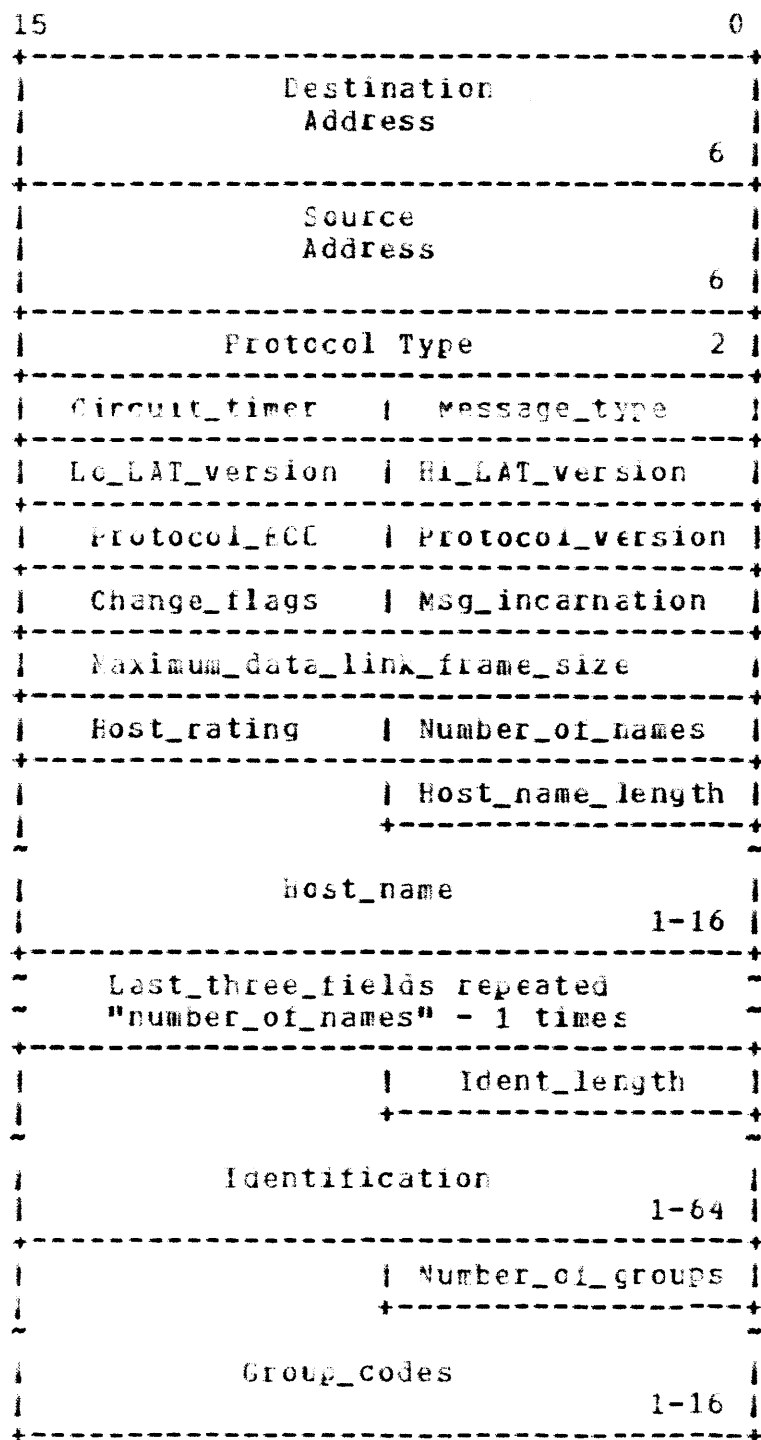 15 0
Destination
Address
6
Source
Address
6
Protocol Type 2
Circuit_timer | Message_type
Lo_LAT_version | Hi_LAT_version
Protocol_ECO | Protocol_version
Change_flags | Msg_incarnation
Maximum_data_link_frame_size
Host_rating | Number_of_names
Host_name_length
Host_name
1-16
Last_three_fields repeated
"number_of_names" - 1 times
Ident_length
Identification
1-64
Number_of_groups
Group_codes
1-16